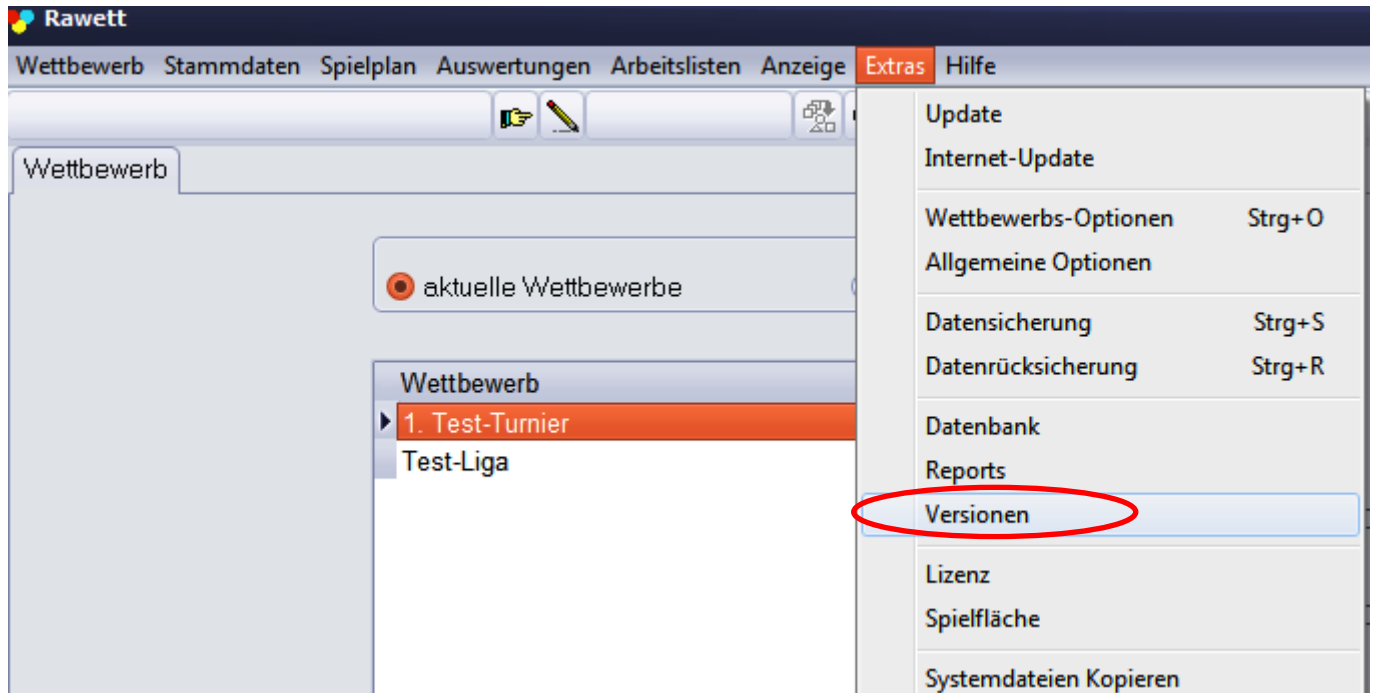 Rawett
Wettbewerb Stammdaten Spielplan Auswertungen Arbeitslisten Anzeige Extras Hilfe
Wettbewerb
aktuelle Wettbewerbe
Wettbewerb
1. Test-Turnier
Test-Liga
Update
Internet-Update
Wettbewerbs-Optionen Strg+O
Allgemeine Optionen
Datensicherung Strg+S
Datenrücksicherung Strg+R
Datenbank
Reports
Versionen
Lizenz
Spielfläche
Systemdateien Kopieren